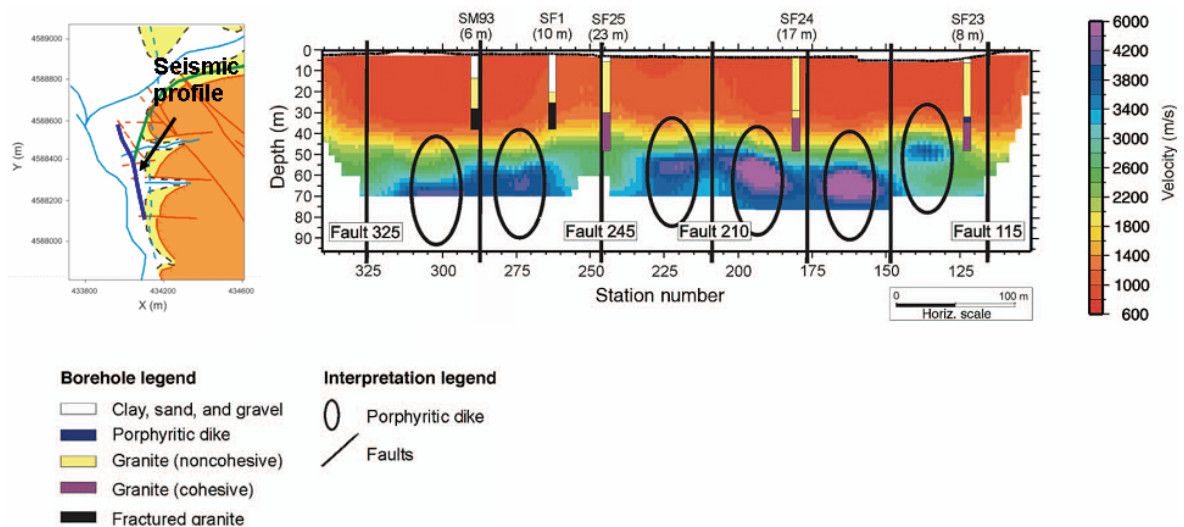 4589000
4588800
4588600
4588400
4588200
4588000
Y (m)
433800
434200
434600
X (m)
Seismic
profile
SM93
(6 m)
SF1
(10 m)
SF25
(23 m)
SF24
(17 m)
SF23
(8 m)
0
10
20
30
40
50
60
70
80
90
Depth (m)
Fault 325
Fault 245
Fault 210
Fault 115
325
300
275
250
225
200
175
150
125
Station number
0
100 m
Horiz. scale
6000
4200
3800
3400
3000
2600
2200
1800
1400
1000
600
Velocity (m/s)
Borehole legend
Clay, sand, and gravel
Porphyritic dike
Granite (noncohesive)
Granite (cohesive)
Fractured granite
Interpretation legend
Porphyritic dike
Faults